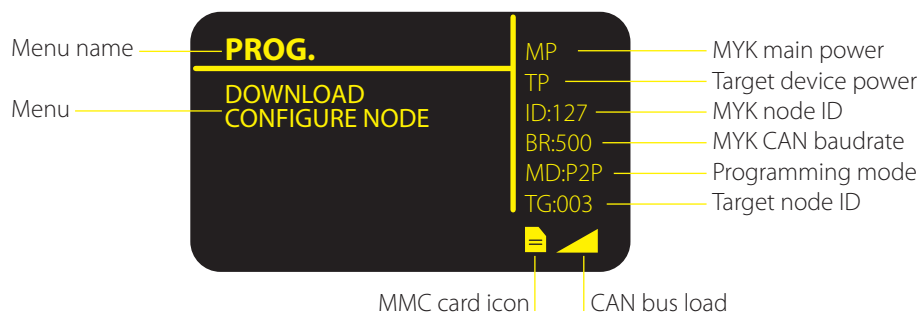 Menu name
PROG.
MP
MYK main power
TP
Target device power
Menu
DOWNLOAD
CONFIGURE NODE
ID:127
MYK node ID
BR:500
MYK CAN baudrate
MD:P2P
Programming mode
TG:003
Target node ID
MMC card icon
CAN bus load